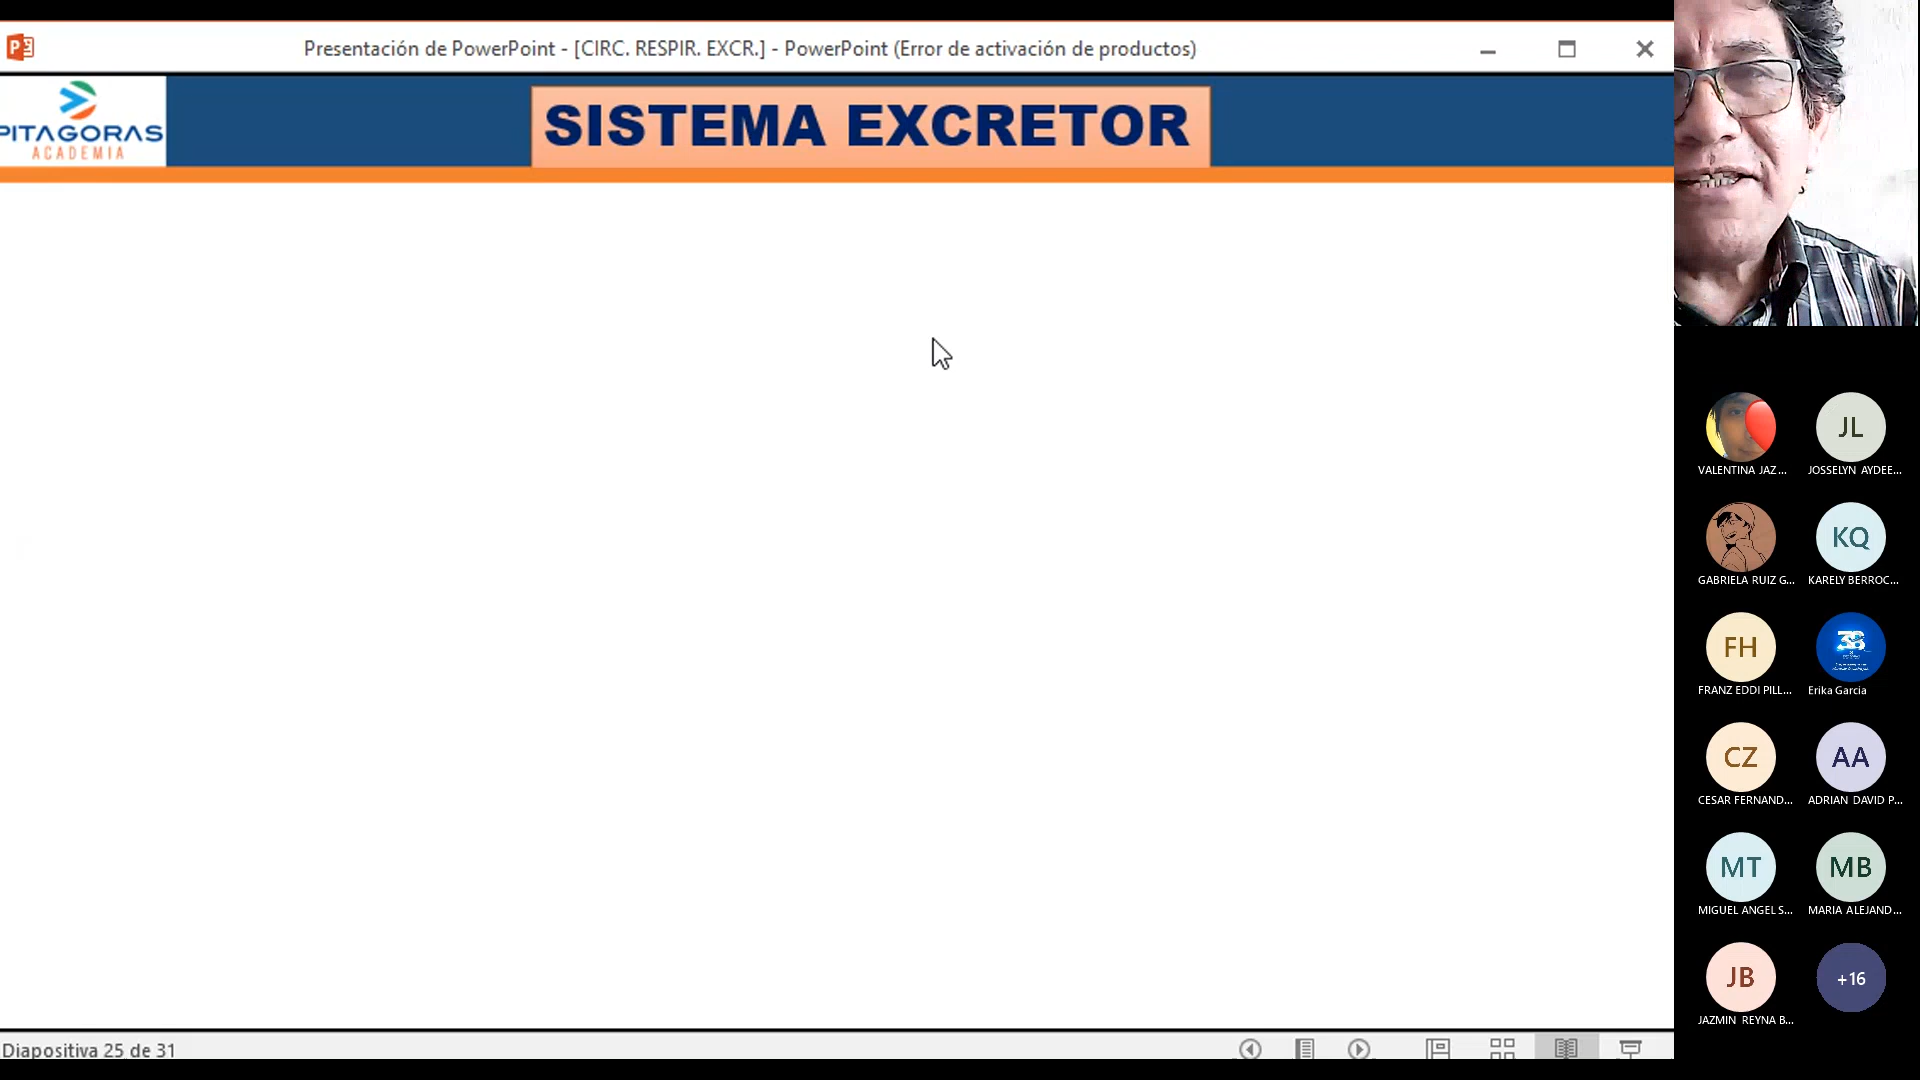 Presentación de PowerPoint - [CIRC. RESPIR. EXCR.] - PowerPoint (Error de activación de productos)
PITAGORAS
ACADEMIA
SISTEMA EXCRETOR
JL
VALENTINA JAZ...
JOSSELYN AYDEE...
KQ
GABRIELA RUIZ G...
KARELY BERROC...
FH
38
FRANZ EDDI PILL...
Erika Garcia
CZ
AA
CESAR FERNAND...
ADRIAN DAVID P...
MT
MB
MIGUEL ANGEL S...
MARIA ALEJAND...
JB
+16
JAZMIN REYNA B...
Diapositiva 25 de 31